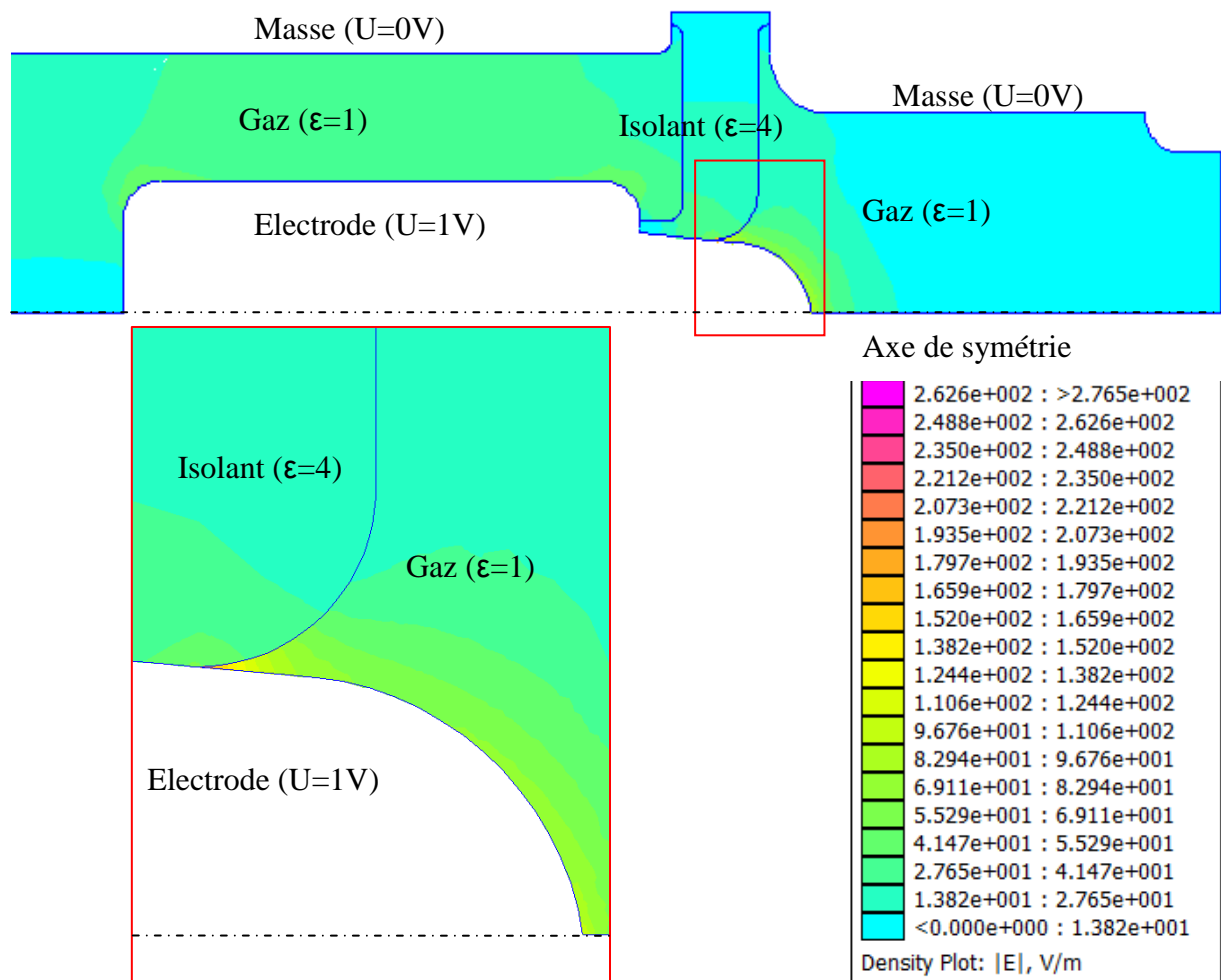 Masse (U=0V)
Masse (U=0V)
Gaz (ε=1)
Isolant (ε=4)
Gaz (ε=1)
Electrode (U=1V)
Axe de symétrie
Isolant (ε=4)
Gaz (ε=1)
Electrode (U=1V)
2.626e+002 : >2.765e+002
2.488e+002 : 2.626e+002
2.350e+002 : 2.488e+002
2.212e+002 : 2.350e+002
2.073e+002 : 2.212e+002
1.935e+002 : 2.073e+002
1.797e+002 : 1.935e+002
1.659e+002 : 1.797e+002
1.520e+002 : 1.659e+002
1.382e+002 : 1.520e+002
1.244e+002 : 1.382e+002
1.106e+002 : 1.244e+002
9.676e+001 : 1.106e+002
8.294e+001 : 9.676e+001
6.911e+001 : 8.294e+001
5.529e+001 : 6.911e+001
4.147e+001 : 5.529e+001
2.765e+001 : 4.147e+001
1.382e+001 : 2.765e+001
<0.000e+000 : 1.382e+001
Density Plot: |E|, V/m